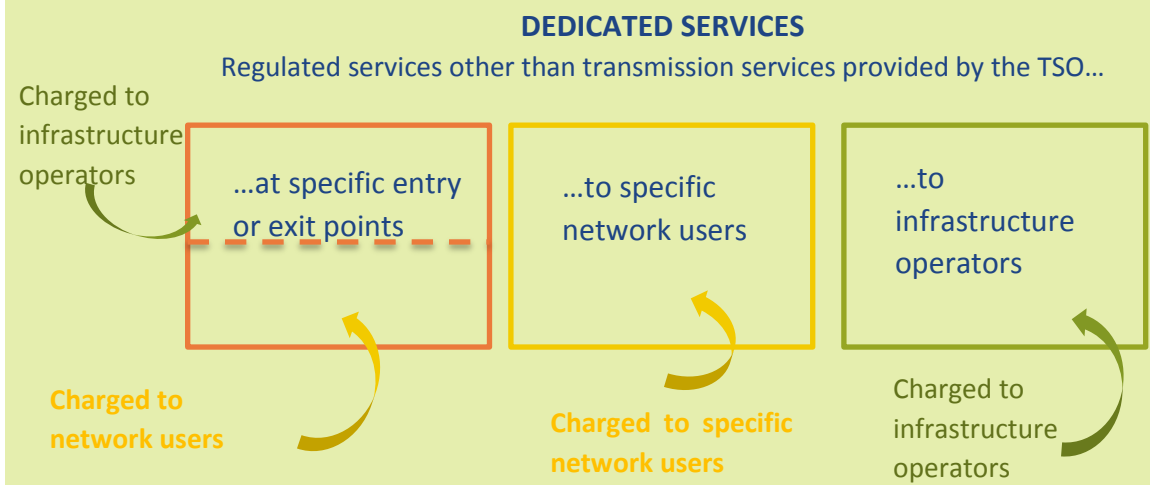 DEDICATED SERVICES
Regulated services other than transmission services provided by the TSO…
Charged to
infrastructure
operators
…at specific entry
or exit points
…to specific
network users
…to
infrastructure
operators
Charged to
network users
Charged to specific
network users
Charged to
infrastructure
operators